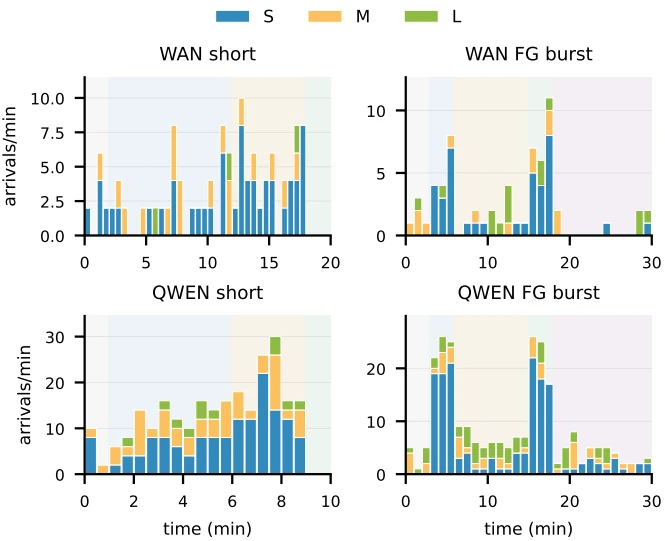 S M L
WAN short
WAN FG burst
arrivals/min
10.0
7.5
5.0
2.5
0.0
0 5 10 15 20
10
5
0
0 10 20 30
QWEN short
QWEN FG burst
arrivals/min
30
20
10
0
0 2 4 6 8 10
time (min)
20
10
0
0 10 20 30
time (min)